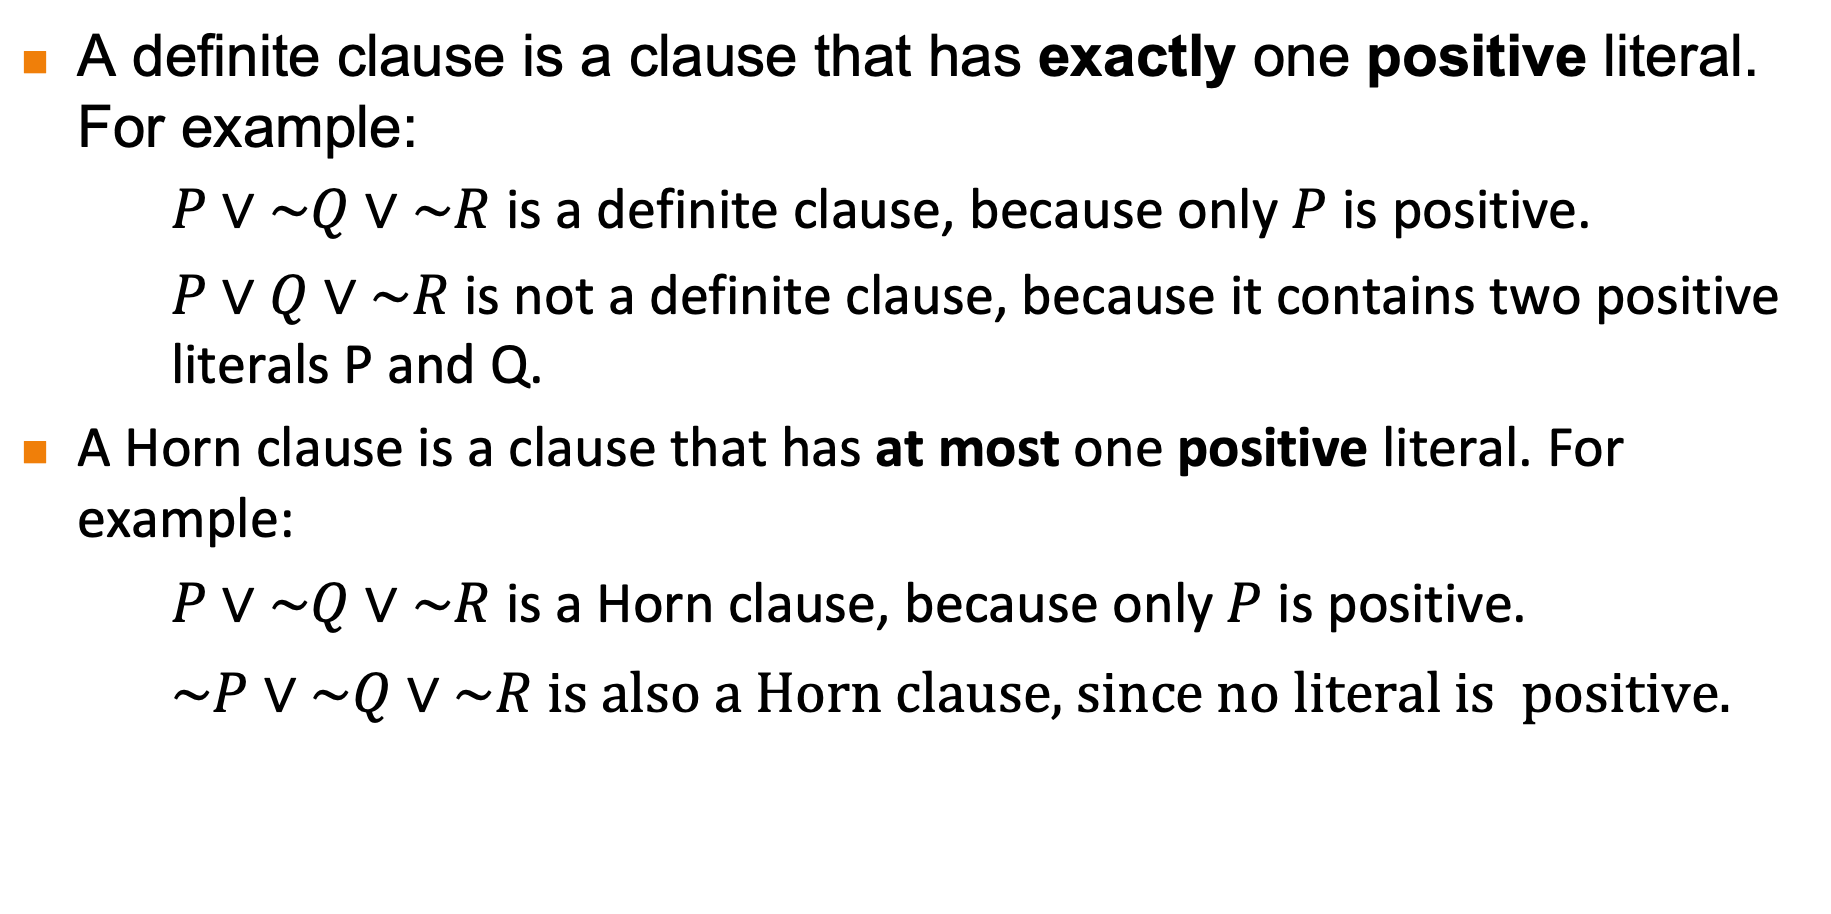 ▪ A definite clause is a clause that has exactly one positive literal.
For example:
P ∨ ~Q ∨ ~R is a definite clause, because only P is positive.
P ∨ Q ∨ ~R is not a definite clause, because it contains two positive
literals P and Q.
▪ A Horn clause is a clause that has at most one positive literal. For
example:
P ∨ ~Q ∨ ~R is a Horn clause, because only P is positive.
~P ∨ ~Q ∨ ~R is also a Horn clause, since no literal is positive.